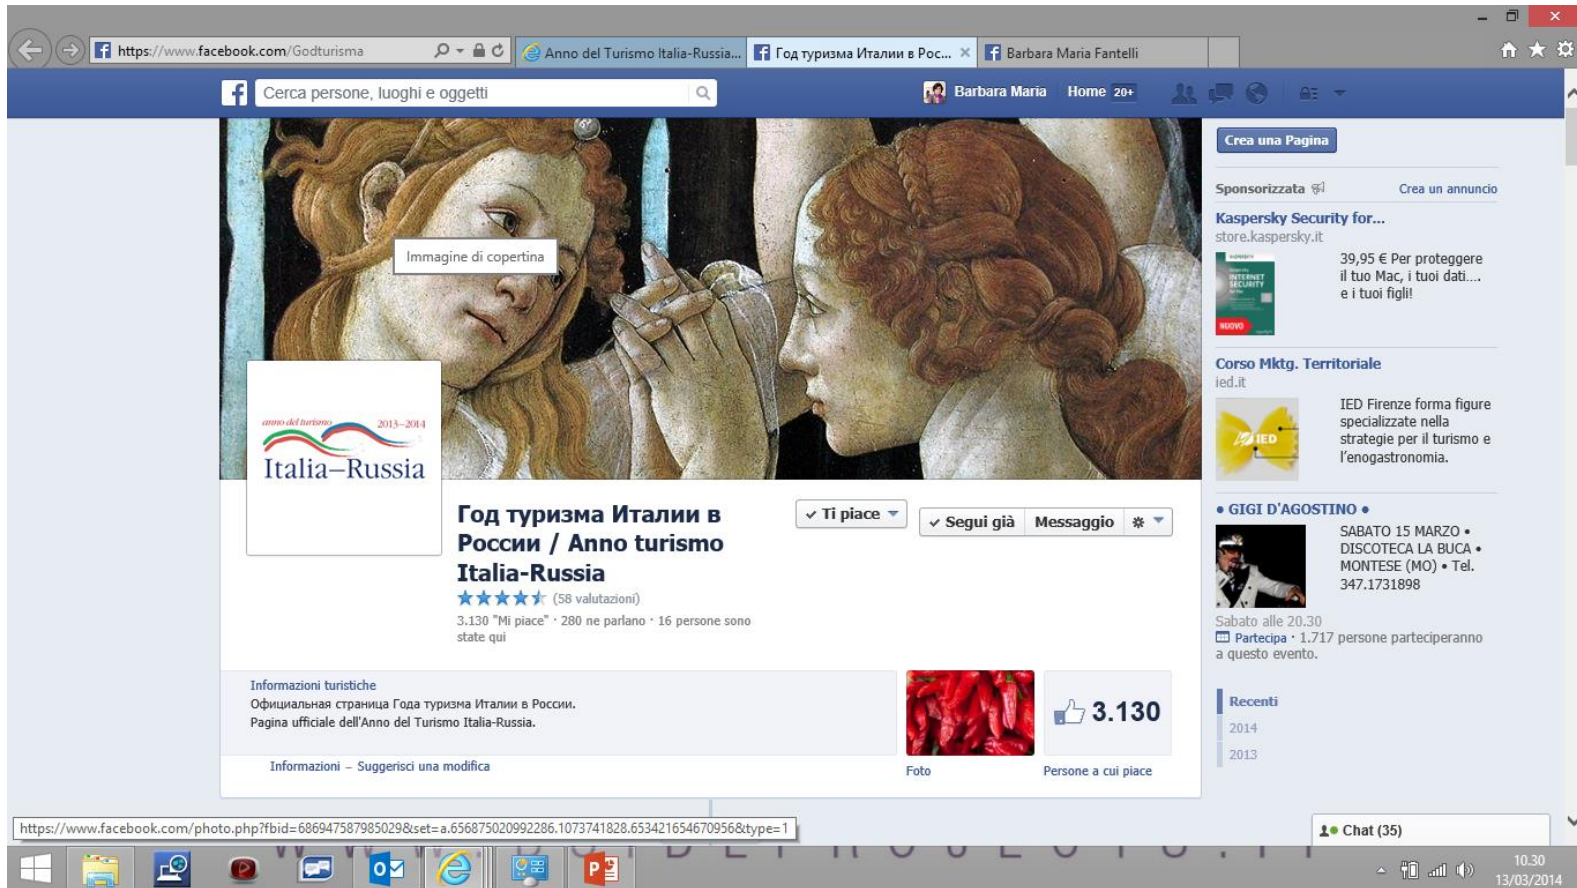 https://www.facebook.com/Godturisma
Anno del Turismo Italia-Russia...
Год туризма Италии в Рос...
Barbara Maria Fantelli
Cerca persone, luoghi e oggetti
Barbara Maria
Home 20+
Immagine di copertina
anno del turismo 2013-2014
Italia-Russia
Год туризма Италии в
России / Anno turismo
Italia-Russia
(58 valutazioni)
3.130 "Mi piace" · 280 ne parlano · 16 persone sono
state qui
Ti piace
Segui già
Messaggio
Informazioni turistiche
Официальная страница Года туризма Италии в России.
Pagina ufficiale dell'Anno del Turismo Italia-Russia.
Informazioni – Suggerisci una modifica
3.130
Foto
Persone a cui piace
Crea una Pagina
Sponsorizzata
Crea un annuncio
Kaspersky Security for...
store.kaspersky.it
INTERNET
SECURITY
NUOVO
39,95 € Per proteggere
il tuo Mac, i tuoi dati....
e i tuoi figli!
Corso Mktg. Territoriale
ied.it
IED
IED Firenze forma figure
specializzate nella
strategie per il turismo e
l'enogastronomia.
• GIGI D'AGOSTINO •
SABATO 15 MARZO •
DISCOTECA LA BUCA •
MONTESE (MO) • Tel.
347.1731898
Sabato alle 20.30
Partecipa · 1.717 persone parteciperanno
a questo evento.
Recenti
2014
2013
https://www.facebook.com/photo.php?fbid=686947587985029&set=a.656875020992286.1073741828.653421654670956&type=1
Chat (35)
10.30
13/03/2014